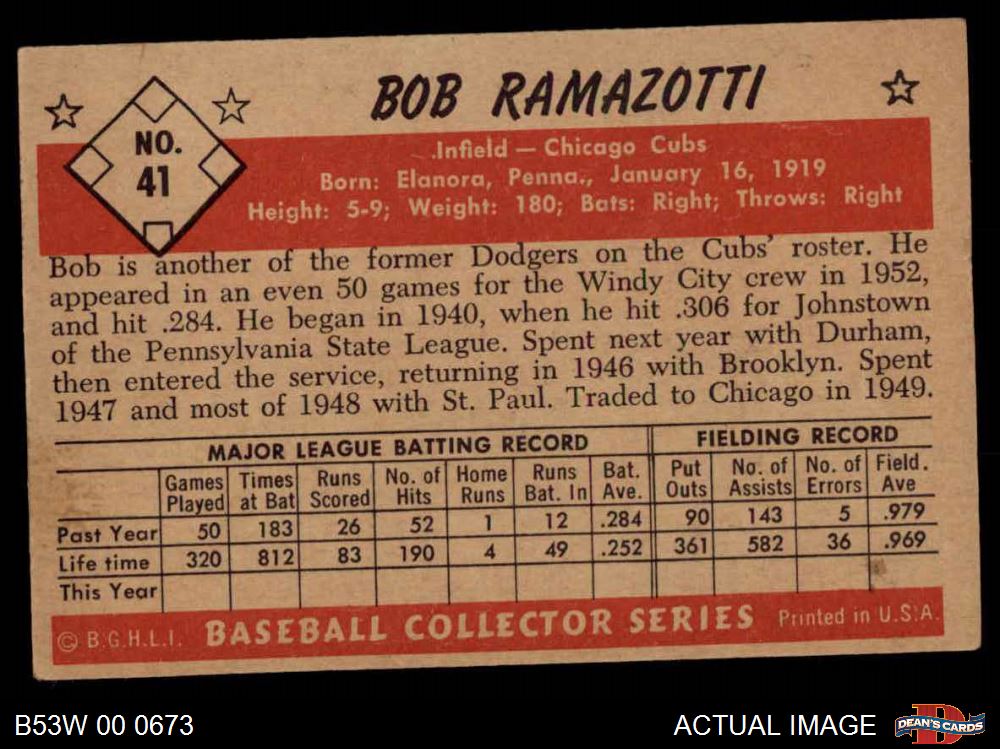 BOB RAMAZOTTI
NO.
41
.Infield — Chicago Cubs
Born: Elanora, Penna., January 16, 1919
Height: 5-9; Weight: 180; Bats: Right; Throws: Right
Bob is another of the former Dodgers on the Cubs' roster. He
appeared in an even 50 games for the Windy City crew in 1952,
and hit .284. He began in 1940, when he hit .306 for Johnstown
of the Pennsylvania State League. Spent next year with Durham,
then entered the service, returning in 1946 with Brooklyn. Spent
1947 and most of 1948 with St. Paul. Traded to Chicago in 1949.
MAJOR LEAGUE BATTING RECORD FIELDING RECORD
Games Times Runs No. of Home Runs Bat. Put No. of No. of Field.
Played at Bat Scored Hits Runs Bat. In Ave. Outs Assists Errors Ave
Past Year 50 183 26 52 1 12 .284 90 143 5 .979
Life time 320 812 83 190 4 49 .252 361 582 36 .969
This Year
© B.G.H.L.I. BASEBALL COLLECTOR SERIES Printed in U.S.A.
B53W 00 0673 ACTUAL IMAGE DEAN'S CARDS